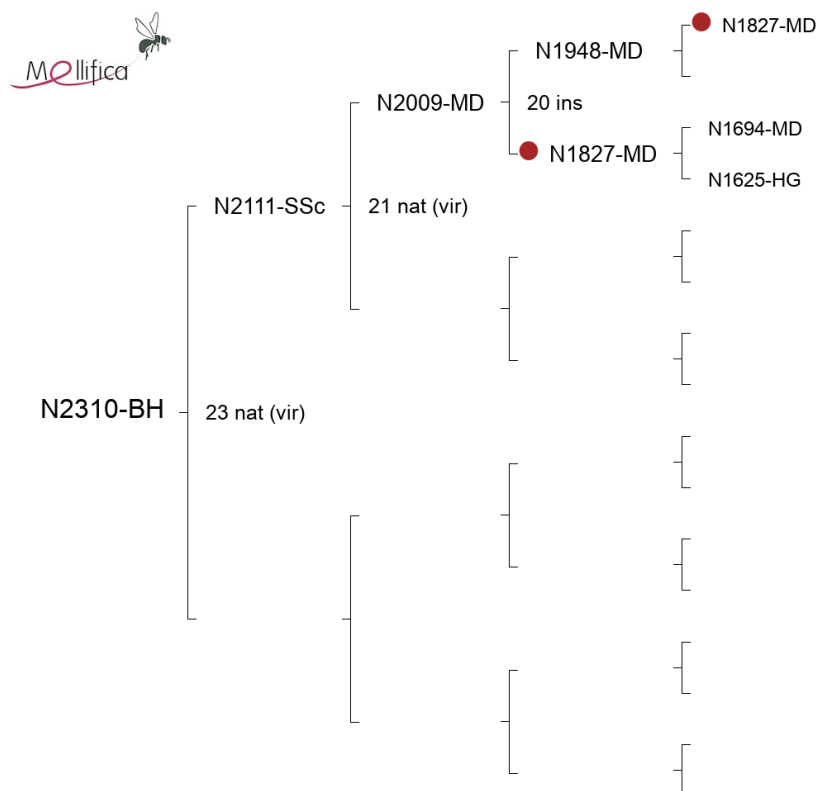 Mellifica
N1827-MD
N1948-MD
N2009-MD
20 ins
N1694-MD
N1827-MD
N1625-HG
N2111-SSc
21 nat (vir)
N2310-BH
23 nat (vir)